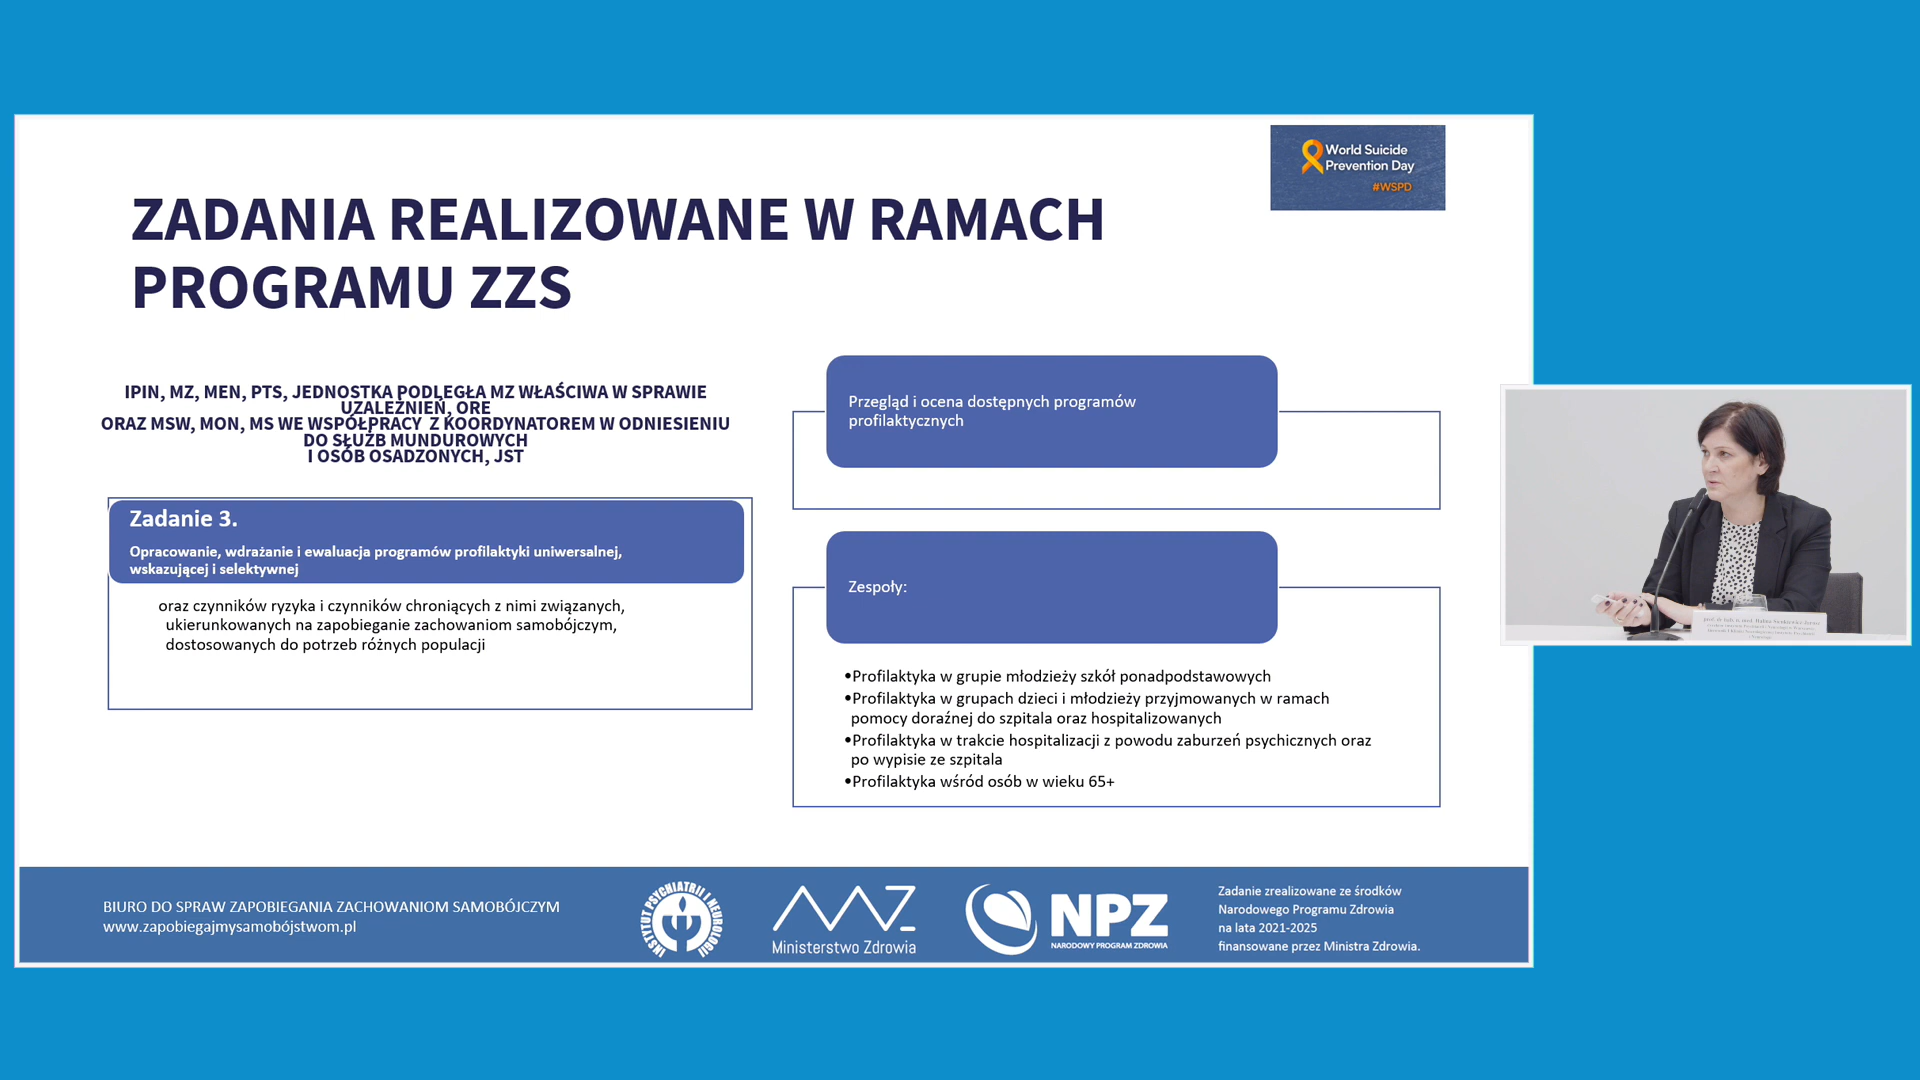 World Suicide
Prevention Day
#WSPD
ZADANIA REALIZOWANE W RAMACH
PROGRAMU ZZS
IPIN, MZ, MEN, PTS, JEDNOSTKA PODLEGŁA MZ WŁAŚCIWA W SPRAWIE
UZALEŻNIEŃ, ORE
ORAZ MSW, MON, MS WE WSPÓŁPRACY Z KOORDYNATOREM W ODNIESIENIU
DO SŁUŻB MUNDUROWYCH
I OSÓB OSADZONYCH, JST
Zadanie 3.
Opracowanie, wdrażanie i ewaluacja programów profilaktyki uniwersalnej,
wskazującej i selektywnej
oraz czynników ryzyka i czynników chroniących z nimi związanych,
ukierunkowanych na zapobieganie zachowaniom samobójczym,
dostosowanych do potrzeb różnych populacji
Przegląd i ocena dostępnych programów
profilaktycznych
Zespoły:
•Profilaktyka w grupie młodzieży szkół ponadpodstawowych
•Profilaktyka w grupach dzieci i młodzieży przyjmowanych w ramach
pomocy doraźnej do szpitala oraz hospitalizowanych
•Profilaktyka w trakcie hospitalizacji z powodu zaburzeń psychicznych oraz
po wypisie ze szpitala
•Profilaktyka wśród osób w wieku 65+
BIURO DO SPRAW ZAPOBIEGANIA ZACHOWANIOM SAMOBÓJCZYM
www.zapobiegajmysamobójstwom.pl
INSTYTUT PSYCHIATRII I NEUROLOGII
Ministerstwo Zdrowia
NPZ
NARODOWY PROGRAM ZDROWIA
Zadanie zrealizowane ze środków
Narodowego Programu Zdrowia
na lata 2021-2025
finansowane przez Ministra Zdrowia.